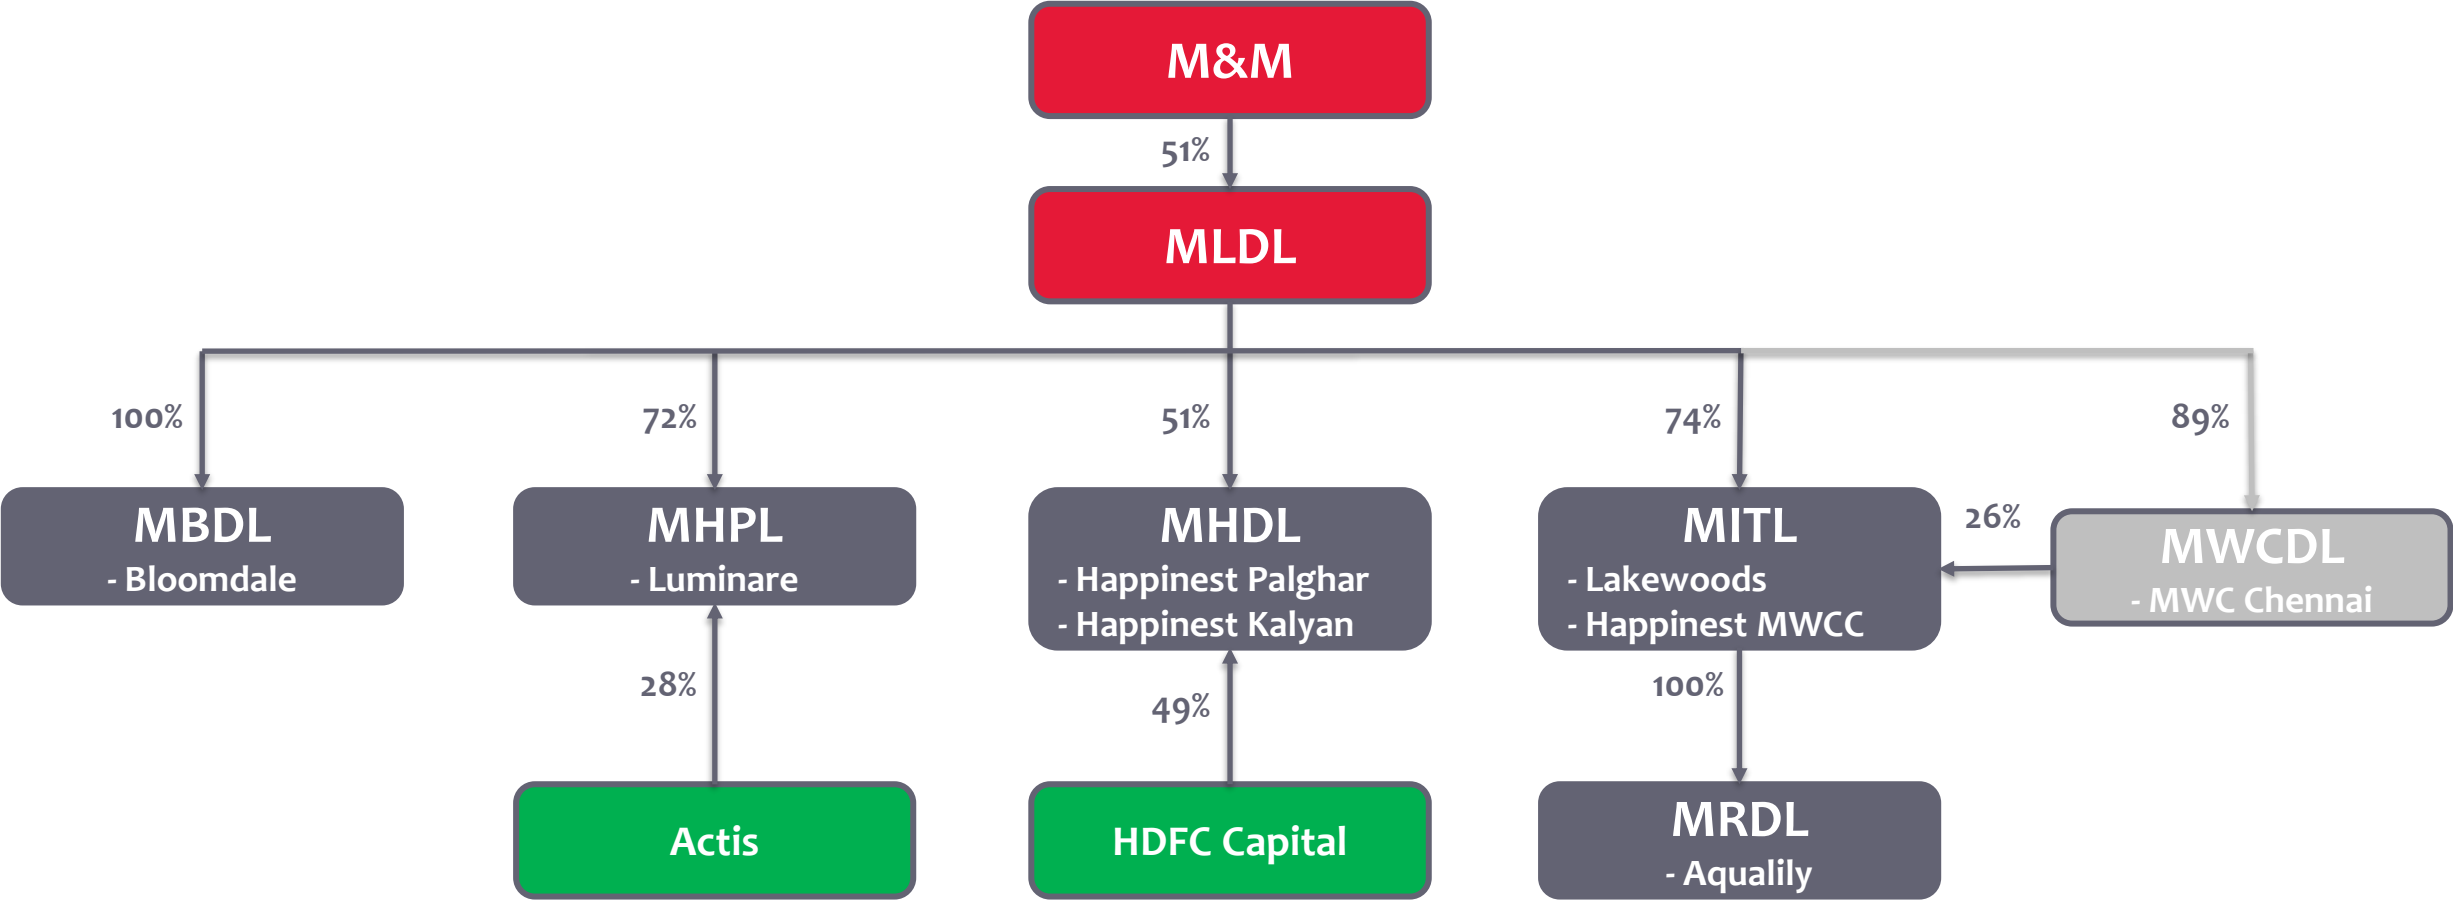 M&M
51%
MLDL
100%
72%
51%
74%
89%
MBDL
- Bloomdale
MHPL
- Luminare
MHDL
- Happinest Palghar
- Happinest Kalyan
MITL
- Lakewoods
- Happinest MWCC
26%
MWCDL
- MWC Chennai
28%
49%
100%
Actis
HDFC Capital
MRDL
- Aqualily